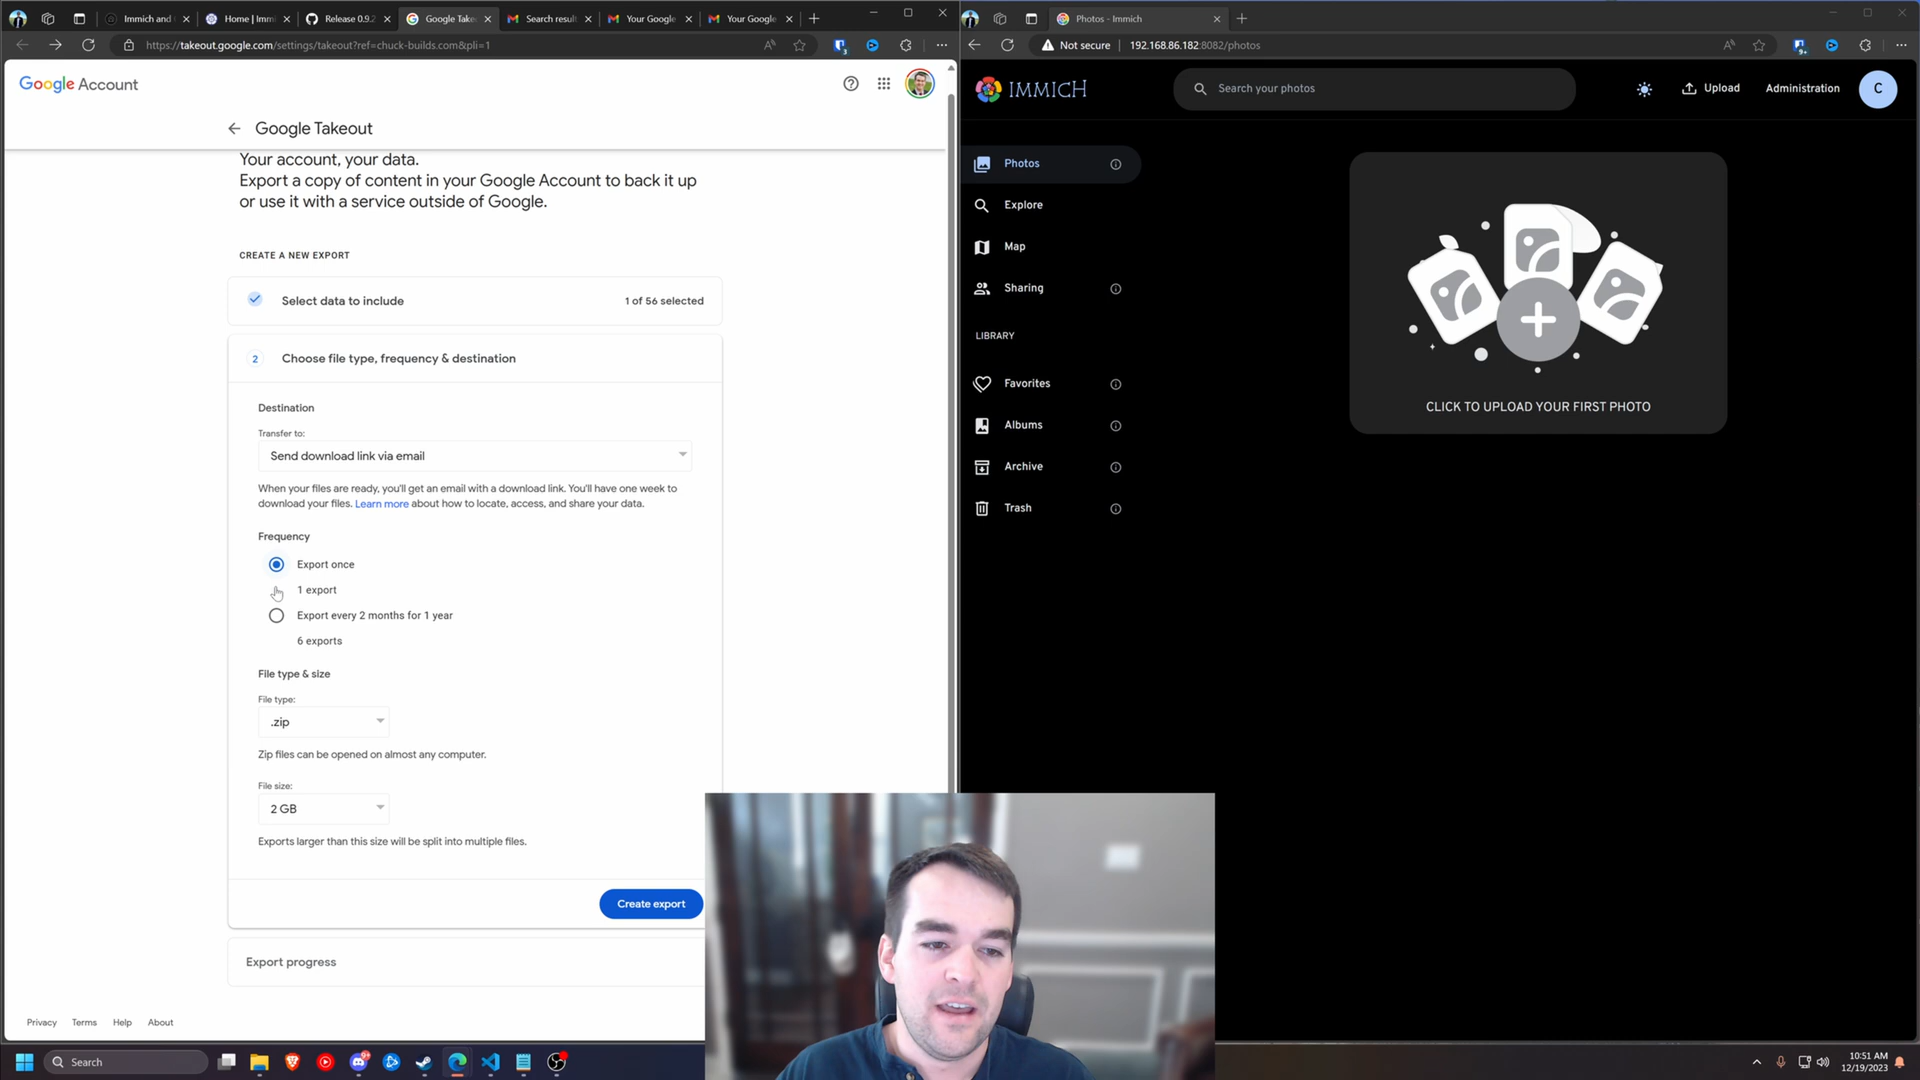 Immich and
Home | Immi
Release 0.9.2
Google Take
Search resul
Your Google
Your Google
https://takeout.google.com/settings/takeout?ref=chuck-builds.com&pli=1
Google Account
Google Takeout
Your account, your data.
Export a copy of content in your Google Account to back it up
or use it with a service outside of Google.
CREATE A NEW EXPORT
Select data to include
1 of 56 selected
2
Choose file type, frequency & destination
Destination
Transfer to:
Send download link via email
When your files are ready, you'll get an email with a download link. You'll have one week to
download your files. Learn more about how to locate, access, and share your data.
Frequency
Export once
1 export
Export every 2 months for 1 year
6 exports
File type & size
File type:
.zip
Zip files can be opened on almost any computer.
File size:
2 GB
Exports larger than this size will be split into multiple files.
Create export
Export progress
Privacy
Terms
Help
About
Photos - Immich
Not secure
192.168.86.182:8082/photos
IMMICH
Search your photos
Upload
Administration
C
Photos
Explore
Map
Sharing
LIBRARY
Favorites
Albums
Archive
Trash
CLICK TO UPLOAD YOUR FIRST PHOTO
Search
10:51 AM
12/19/2023